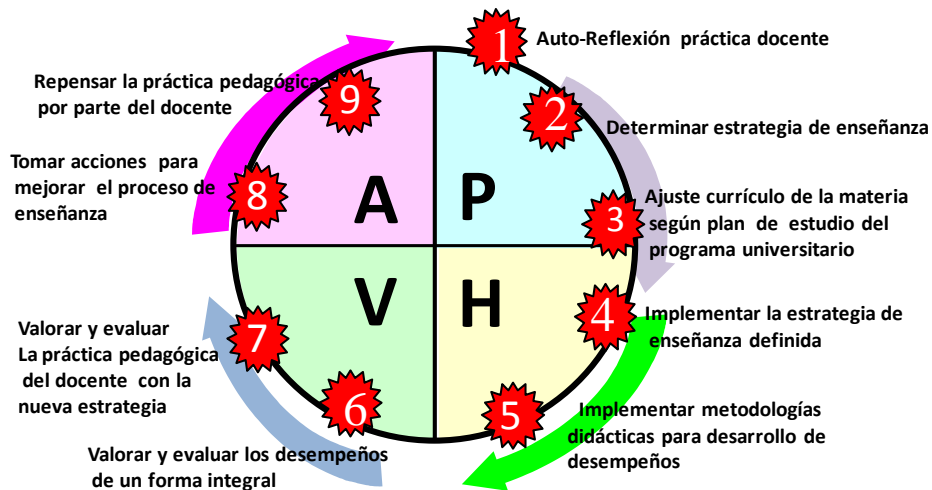 1
Auto-Reflexión práctica docente
2
Determinar estrategia de enseñanza
3
Ajuste currículo de la materia
según plan de estudio del
programa universitario
4
Implementar la estrategia de
enseñanza definida
5
Implementar metodologías
didácticas para desarrollo de
desempeños
6
Valorar y evaluar los desempeños
de un forma integral
7
Valorar y evaluar
La práctica pedagógica
del docente con la
nueva estrategia
8
Tomar acciones para
mejorar el proceso de
enseñanza
9
Repensar la práctica pedagógica
por parte del docente
A P
V H